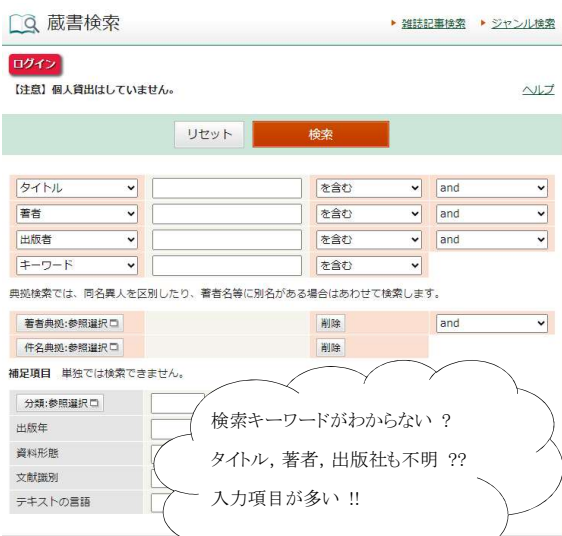 蔵書検索
雑誌記事検索 ジャンル検索
ログイン
【注意】個人貸出はしていません。
ヘルプ
リセット 検索
タイトル を含む and
著者 を含む and
出版者 を含む and
キーワード を含む
典拠検索では、同名異人を区別したり、著者名等に別名がある場合はあわせて検索します。
著者典拠:参照選択 削除 and
件名典拠:参照選択 削除
補足項目 単独では検索できません。
分類:参照選択
出版年
資料形態
文献識別
テキストの言語
検索キーワードがわからない ?
タイトル, 著者, 出版社も不明 ??
入力項目が多い !!